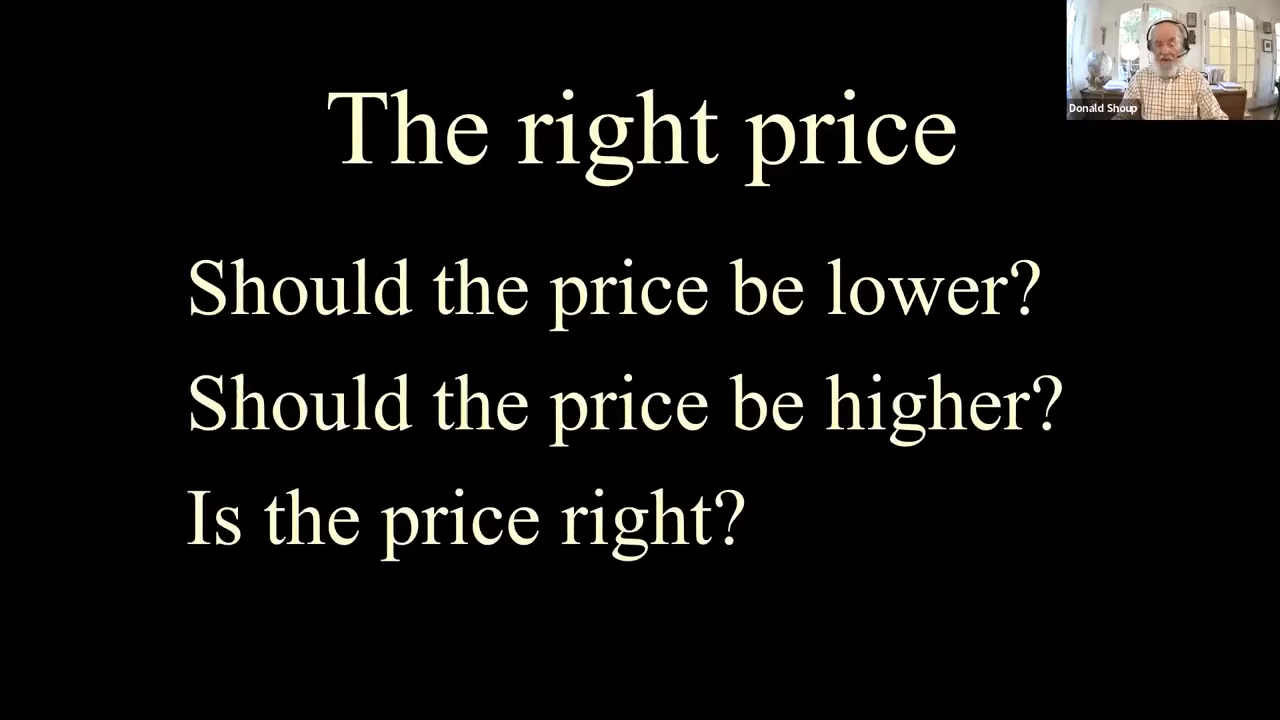 The right price
Donald Shoup
Should the price be lower?
Should the price be higher?
Is the price right?